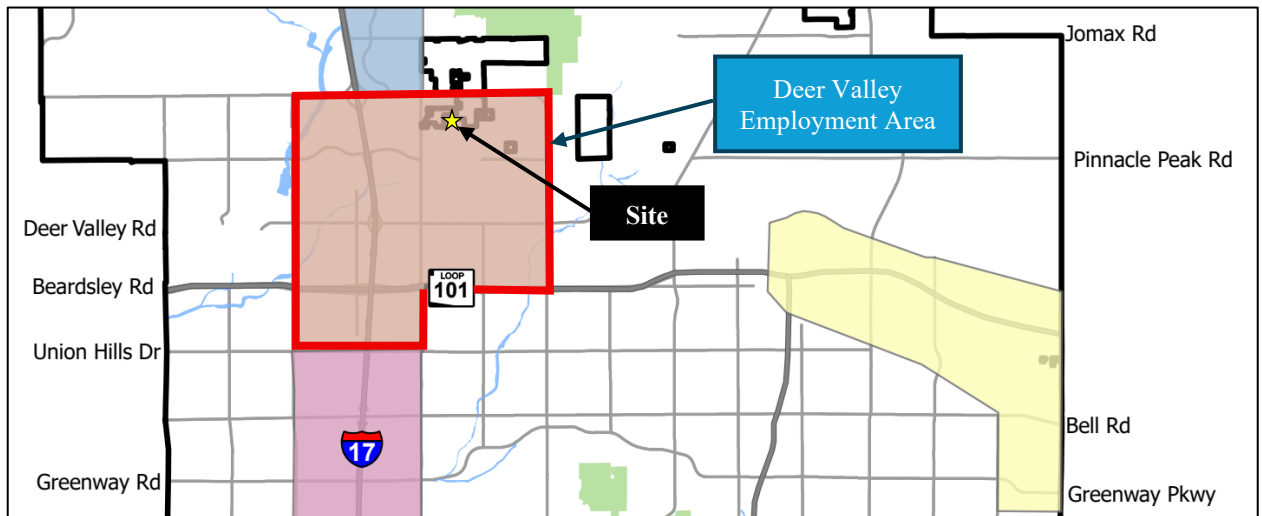 Jomax Rd
Deer Valley
Employment Area
Pinnacle Peak Rd
Site
Deer Valley Rd
LOOP
101
Beardsley Rd
Union Hills Dr
Bell Rd
17
Greenway Rd
Greenway Pkwy